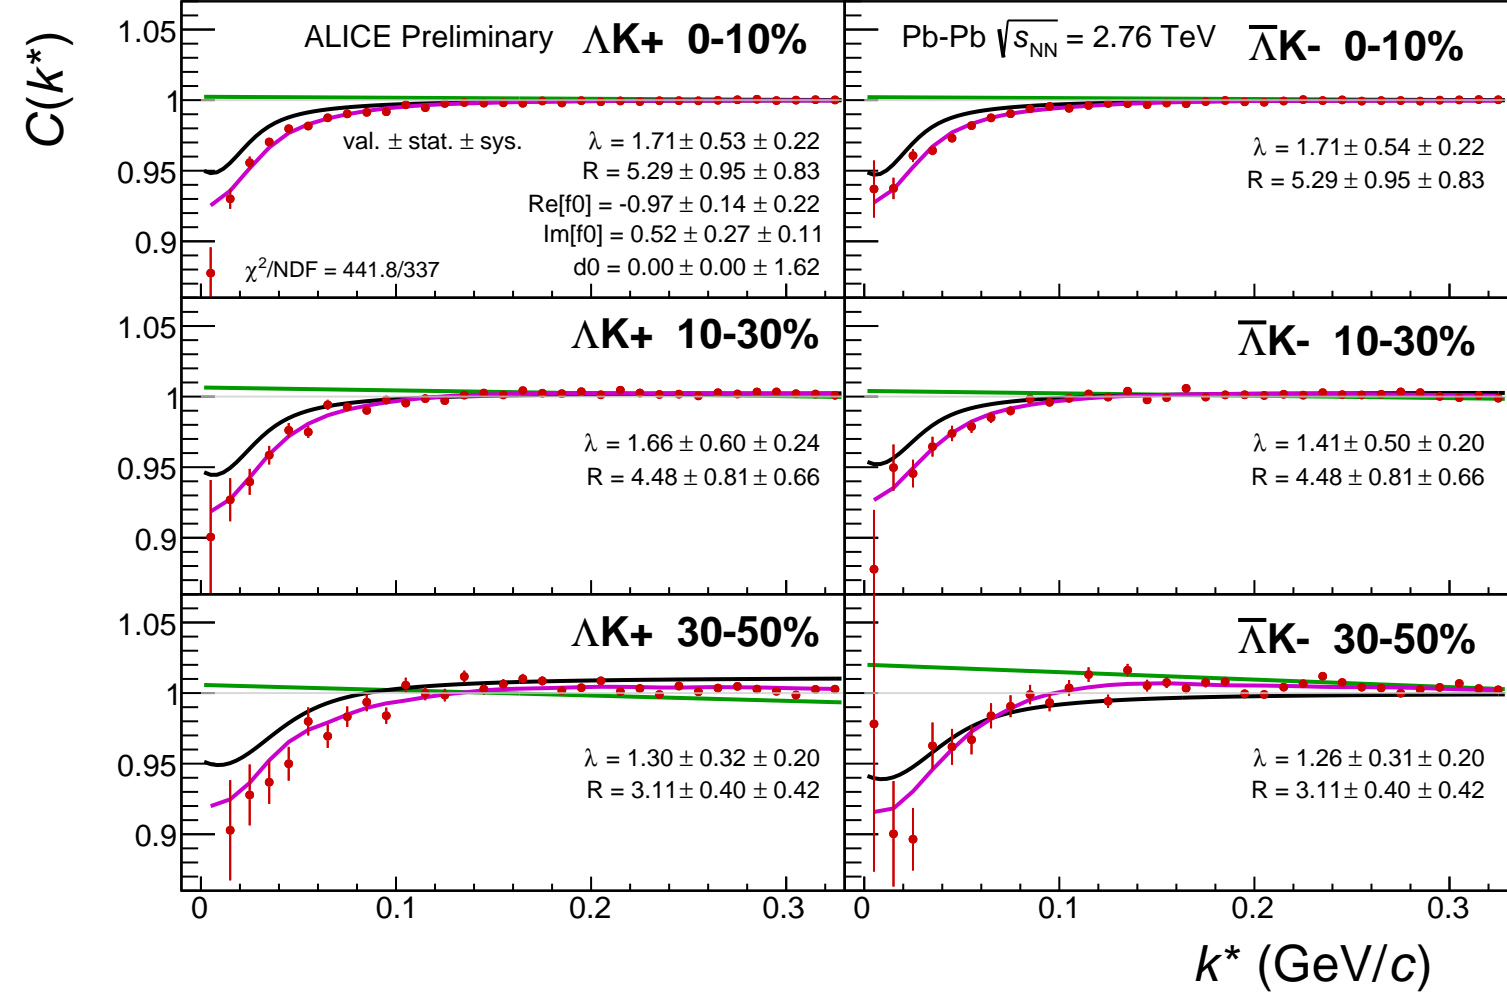 C(k*)
ALICE Preliminary ΛK+ 0-10%
1.05
1
0.95
0.9
val. ± stat. ± sys.
λ = 1.71 ± 0.53 ± 0.22
R = 5.29 ± 0.95 ± 0.83
Re[f0] = -0.97 ± 0.14 ± 0.22
Im[f0] = 0.52 ± 0.27 ± 0.11
d0 = 0.00 ± 0.00 ± 1.62
χ²/NDF = 441.8/337
Pb-Pb √s_NN = 2.76 TeV Λ̅K- 0-10%
λ = 1.71 ± 0.54 ± 0.22
R = 5.29 ± 0.95 ± 0.83
ΛK+ 10-30%
1.05
1
0.95
0.9
λ = 1.66 ± 0.60 ± 0.24
R = 4.48 ± 0.81 ± 0.66
Λ̅K- 10-30%
λ = 1.41 ± 0.50 ± 0.20
R = 4.48 ± 0.81 ± 0.66
ΛK+ 30-50%
1.05
1
0.95
0.9
λ = 1.30 ± 0.32 ± 0.20
R = 3.11 ± 0.40 ± 0.42
Λ̅K- 30-50%
λ = 1.26 ± 0.31 ± 0.20
R = 3.11 ± 0.40 ± 0.42
0 0.1 0.2 0.3
0 0.1 0.2 0.3
k* (GeV/c)